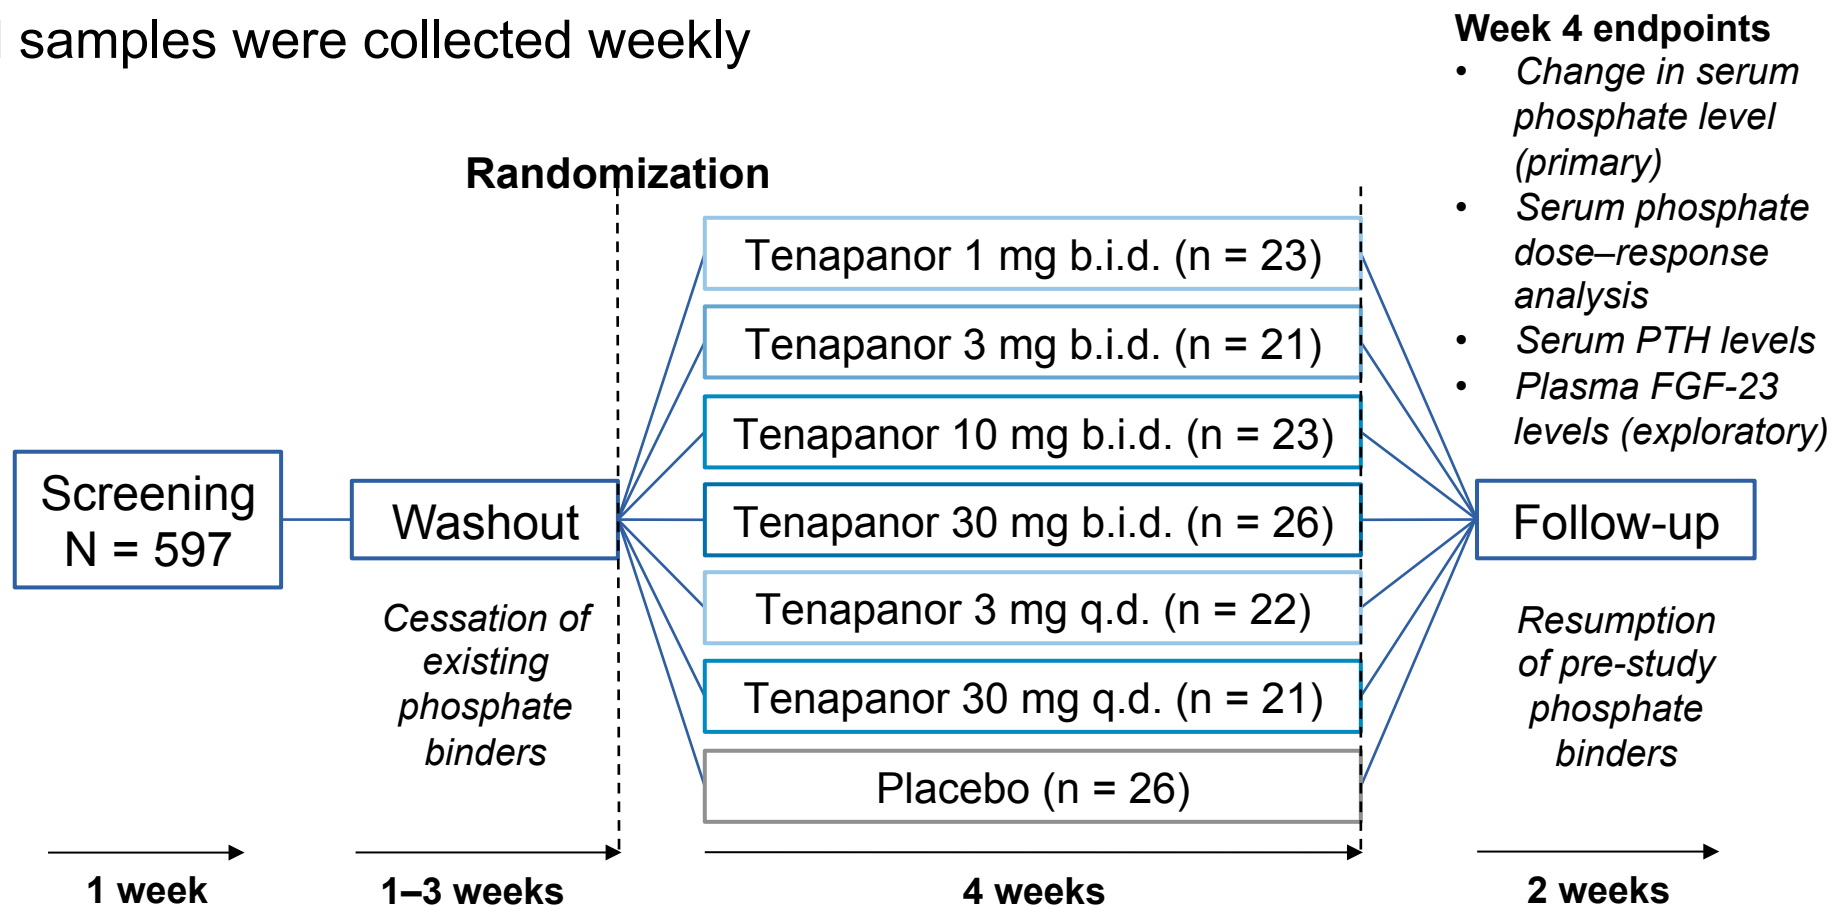 samples were collected weekly
Week 4 endpoints
• Change in serum
phosphate level
(primary)
• Serum phosphate
dose–response
analysis
• Serum PTH levels
• Plasma FGF-23
levels (exploratory)
Randomization
Tenapanor 1 mg b.i.d. (n = 23)
Tenapanor 3 mg b.i.d. (n = 21)
Tenapanor 10 mg b.i.d. (n = 23)
Tenapanor 30 mg b.i.d. (n = 26)
Tenapanor 3 mg q.d. (n = 22)
Tenapanor 30 mg q.d. (n = 21)
Placebo (n = 26)
Screening
N = 597
Washout
Cessation of
existing
phosphate
binders
Follow-up
Resumption
of pre-study
phosphate
binders
1 week
1–3 weeks
4 weeks
2 weeks